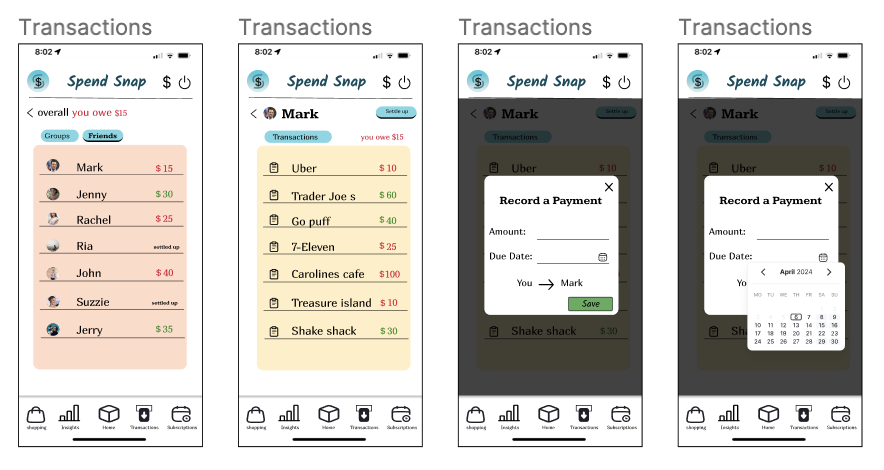 Transactions
8:02
$
Spend Snap
$
overall you owe $15
Groups
Friends
Mark
$ 15
Jenny
$ 30
Rachel
$ 25
Ria
settled up
John
$ 40
Suzzie
settled up
Jerry
$ 35
shopping
Insights
Home
Transactions
Subscriptions
Transactions
8:02
$
Spend Snap
$
Mark
Settle up
Transactions
you owe $15
Uber
$ 10
Trader Joe s
$ 60
Go puff
$ 40
7-Eleven
$ 25
Carolines cafe
$100
Treasure island
$ 10
Shake shack
$ 30
shopping
Insights
Home
Transactions
Subscriptions
Transactions
8:02
$
Spend Snap
$
Mark
Settle up
Transactions
you owe $15
Uber
$ 10
Record a Payment
Amount:
Due Date:
You
Mark
Save
Shake shack
$ 30
shopping
Insights
Home
Transactions
Subscriptions
Transactions
8:02
$
Spend Snap
$
Mark
Settle up
Transactions
you owe $15
Uber
$ 10
Record a Payment
Amount:
Due Date:
April 2024
MO TU WE TH FR SA SU
6 7 8 9
10 11 12 13 14 15 16
17 18 19 20 21 22 23
24 25 26 27 28 29 30
shopping
Insights
Home
Transactions
Subscriptions